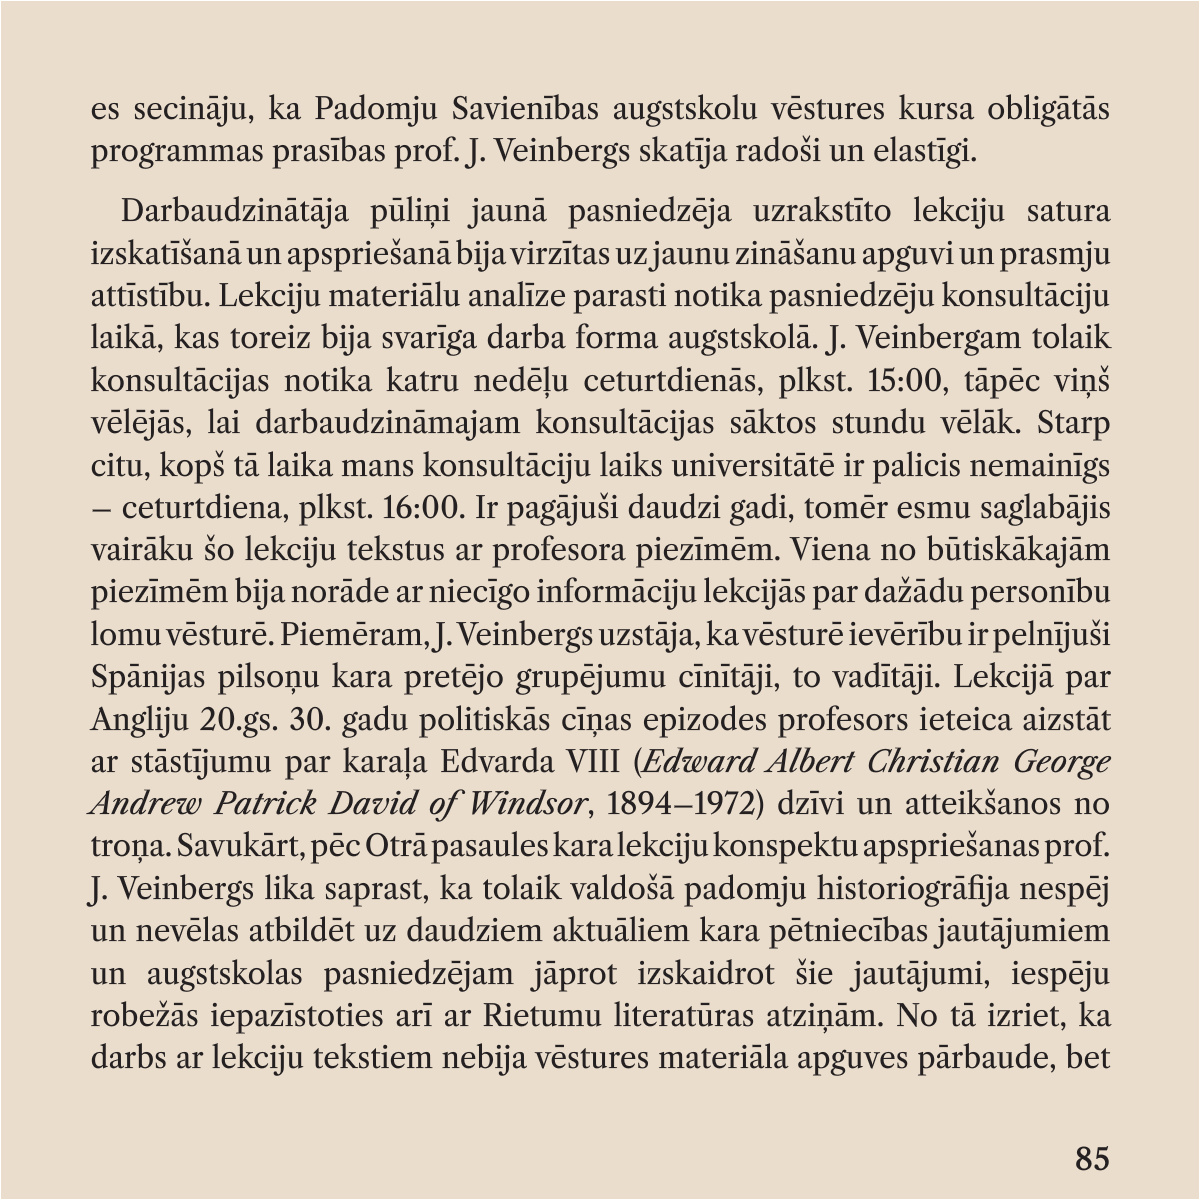 es secināju, ka Padomju Savienības augstskolu vēstures kursa obligātās
programmas prasības prof. J. Veinbergs skatīja radoši un elastīgi.
Darbaudzinātāja pūliņi jaunā pasniedzēja uzrakstīto lekciju satura
izskatīšanā un apspriešanā bija virzītas uz jaunu zināšanu apguvi un prasmju
attīstību. Lekciju materiālu analīze parasti notika pasniedzēju konsultāciju
laikā, kas toreiz bija svarīga darba forma augstskolā. J. Veinbergam tolaik
konsultācijas notika katru nedēļu ceturtdienās, plkst. 15:00, tāpēc viņš
vēlējās, lai darbaudzināmajam konsultācijas sāktos stundu vēlāk. Starp
citu, kopš tā laika mans konsultāciju laiks universitātē ir palicis nemainīgs
– ceturtdiena, plkst. 16:00. Ir pagājuši daudzi gadi, tomēr esmu saglabājis
vairāku šo lekciju tekstus ar profesora piezīmēm. Viena no būtiskākajām
piezīmēm bija norāde ar niecīgo informāciju lekcijās par dažādu personību
lomu vēsturē. Piemēram, J. Veinbergs uzstāja, ka vēsturē ievērību ir pelnījuši
Spānijas pilsoņu kara pretējo grupējumu cīnītāji, to vadītāji. Lekcijā par
Angliju 20.gs. 30. gadu politiskās cīņas epizodes profesors ieteica aizstāt
ar stāstījumu par karaļa Edvarda VIII (Edward Albert Christian George
Andrew Patrick David of Windsor, 1894–1972) dzīvi un atteikšanos no
troņa. Savukārt, pēc Otrā pasaules kara lekciju konspektu apspriešanas prof.
J. Veinbergs lika saprast, ka tolaik valdošā padomju historiogrāfija nespēj
un nevēlas atbildēt uz daudziem aktuāliem kara pētniecības jautājumiem
un augstskolas pasniedzējam jāprot izskaidrot šie jautājumi, iespēju
robežās iepazīstoties arī ar Rietumu literatūras atziņām. No tā izriet, ka
darbs ar lekciju tekstiem nebija vēstures materiāla apguves pārbaude, bet
85